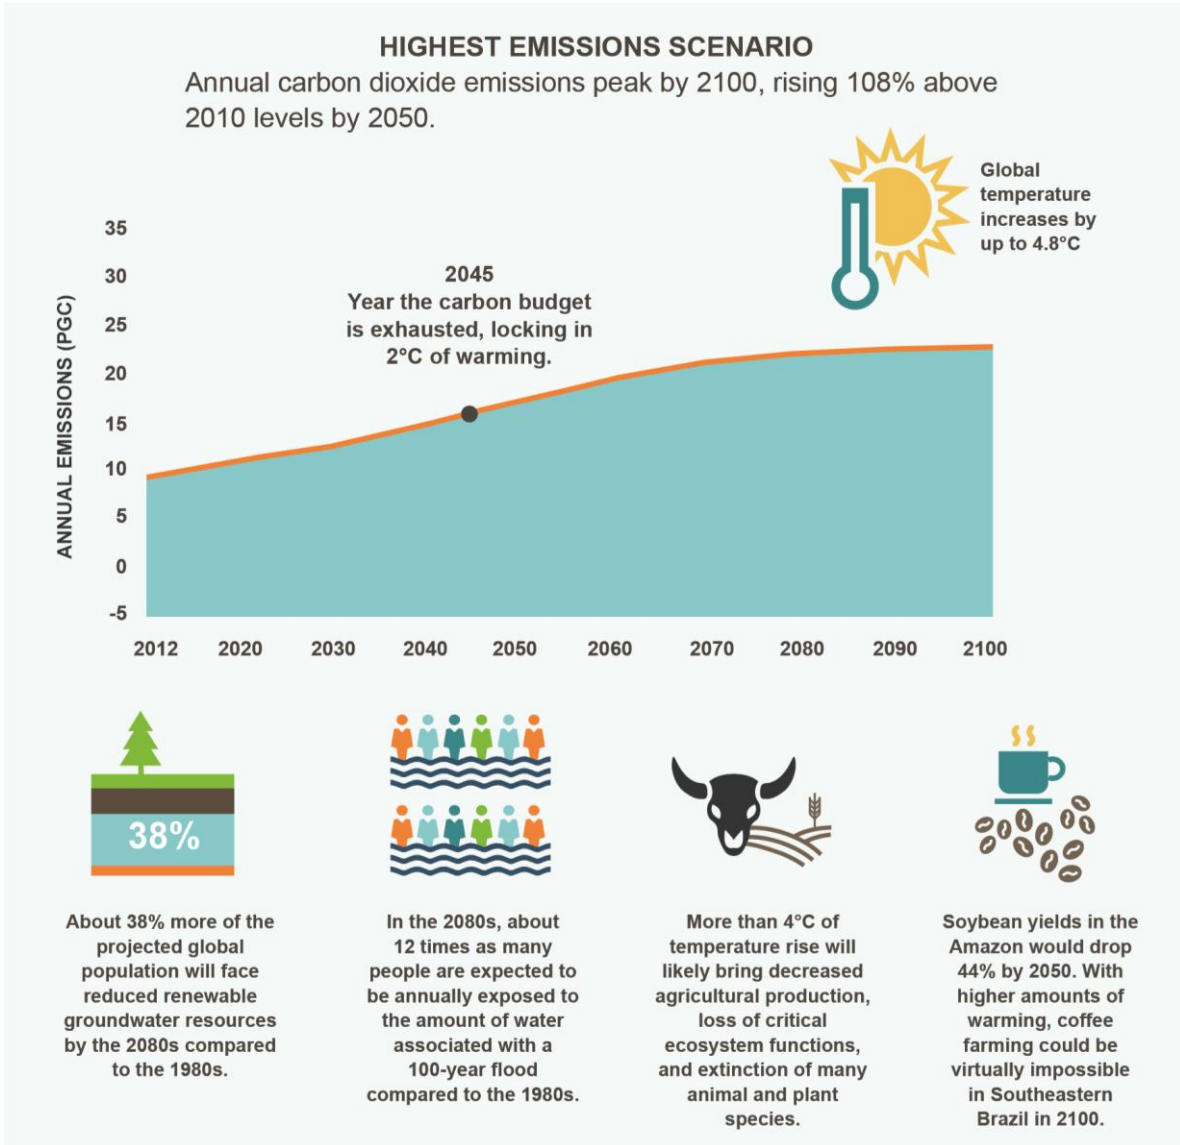 HIGHEST EMISSIONS SCENARIO
Annual carbon dioxide emissions peak by 2100, rising 108% above
2010 levels by 2050.
Global
temperature
increases by
up to 4.8°C
35
30
25
20
15
10
5
0
-5
ANNUAL EMISSIONS (PGC)
2045
Year the carbon budget
is exhausted, locking in
2°C of warming.
2012 2020 2030 2040 2050 2060 2070 2080 2090 2100
38%
About 38% more of the
projected global
population will face
reduced renewable
groundwater resources
by the 2080s compared
to the 1980s.
In the 2080s, about
12 times as many
people are expected to
be annually exposed to
the amount of water
associated with a
100-year flood
compared to the 1980s.
More than 4°C of
temperature rise will
likely bring decreased
agricultural production,
loss of critical
ecosystem functions,
and extinction of many
animal and plant
species.
Soybean yields in the
Amazon would drop
44% by 2050. With
higher amounts of
warming, coffee
farming could be
virtually impossible
in Southeastern
Brazil in 2100.